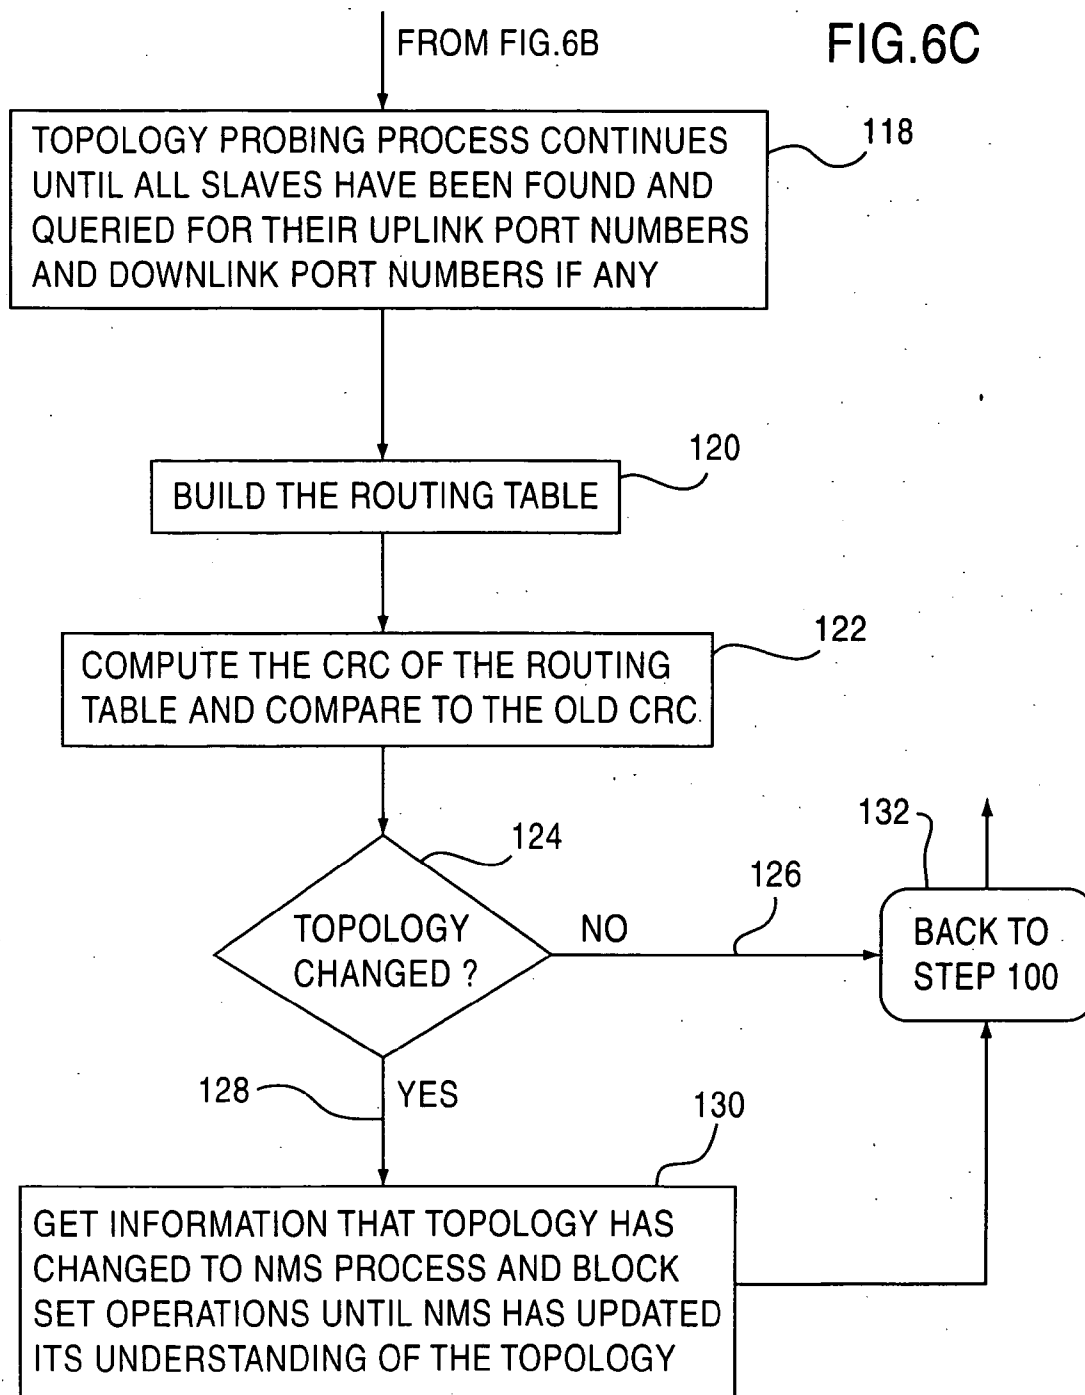 FROM FIG.6B
FIG.6C
TOPOLOGY PROBING PROCESS CONTINUES
UNTIL ALL SLAVES HAVE BEEN FOUND AND
QUERIED FOR THEIR UPLINK PORT NUMBERS
AND DOWNLINK PORT NUMBERS IF ANY
118
120
BUILD THE ROUTING TABLE
122
COMPUTE THE CRC OF THE ROUTING
TABLE AND COMPARE TO THE OLD CRC.
124
TOPOLOGY
CHANGED ?
NO
126
132
BACK TO
STEP 100
128
YES
130
GET INFORMATION THAT TOPOLOGY HAS
CHANGED TO NMS PROCESS AND BLOCK
SET OPERATIONS UNTIL NMS HAS UPDATED
ITS UNDERSTANDING OF THE TOPOLOGY